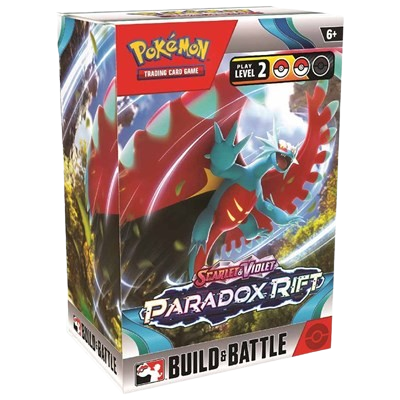 POKÉMON
TRADING CARD GAME
PLAY
LEVEL 2
6+
SCARLET & VIOLET
PARADOX RIFT
BUILD & BATTLE